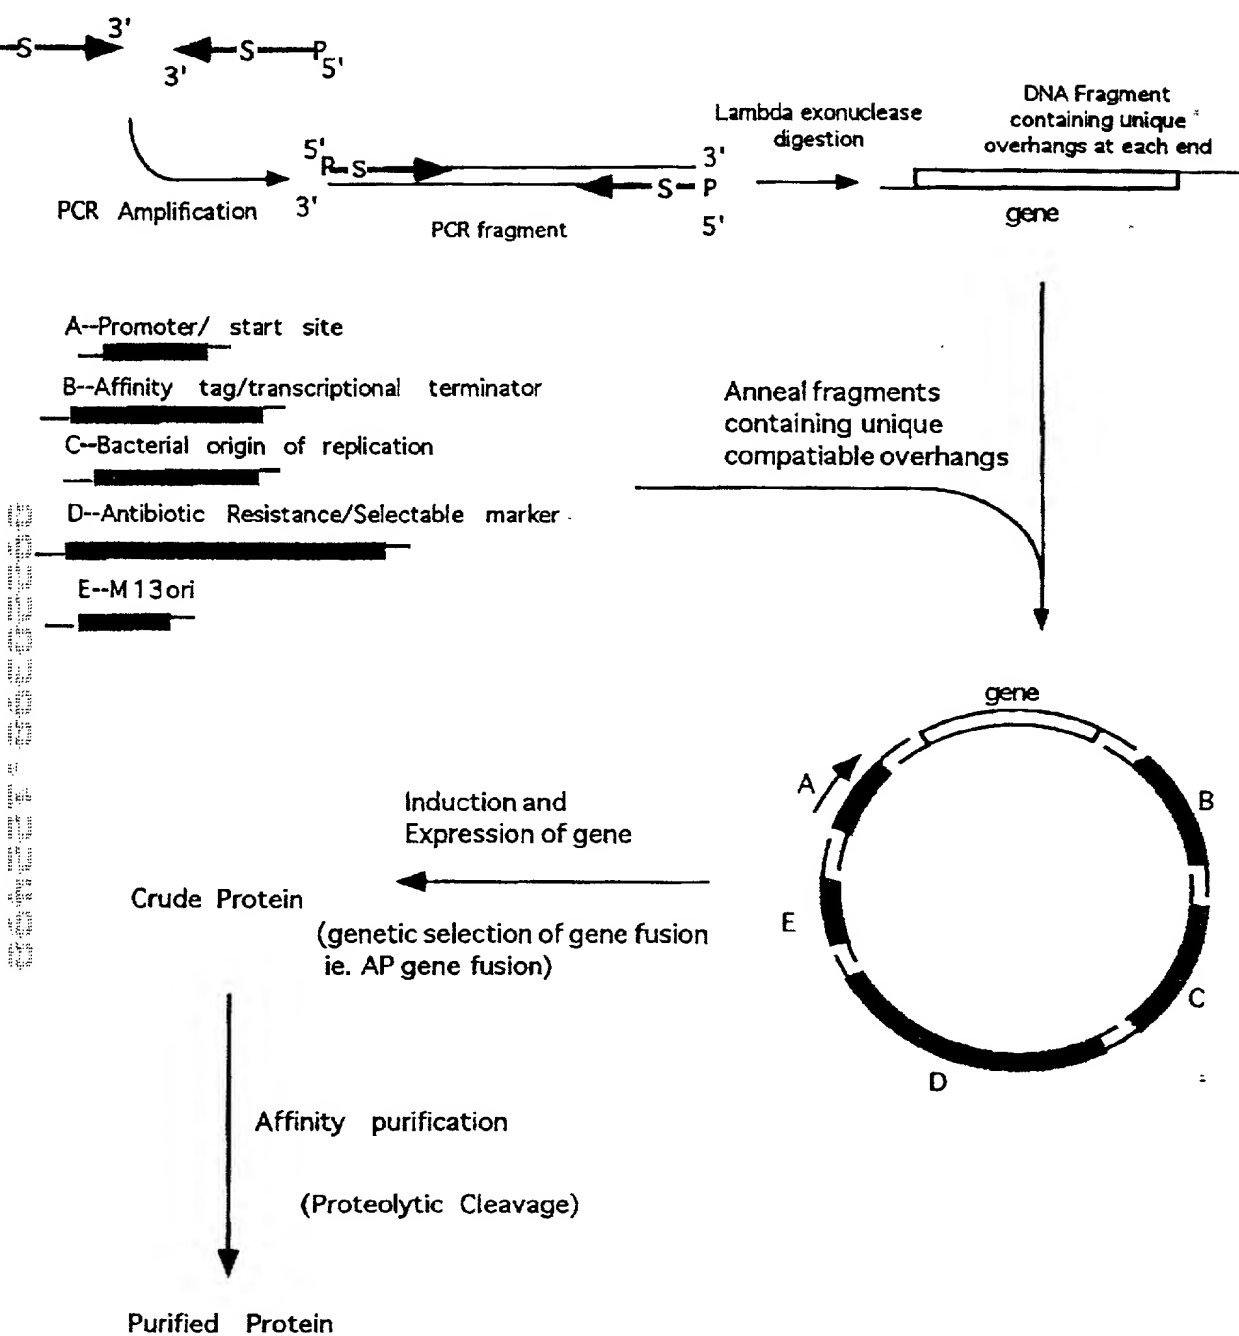 S 3'
S P
3' 5'
Lambda exonuclease
digestion
DNA Fragment
containing unique
overhangs at each end
5'
P S
3'
3'
S P
5'
PCR Amplification
PCR fragment
gene
A--Promoter/ start site
B--Affinity tag/transcriptional terminator
C--Bacterial origin of replication
D--Antibiotic Resistance/Selectable marker
E--M13ori
Anneal fragments
containing unique
compatiable overhangs
gene
A
B
C
D
E
Induction and
Expression of gene
(genetic selection of gene fusion
ie. AP gene fusion)
Crude Protein
Affinity purification
(Proteolytic Cleavage)
Purified Protein